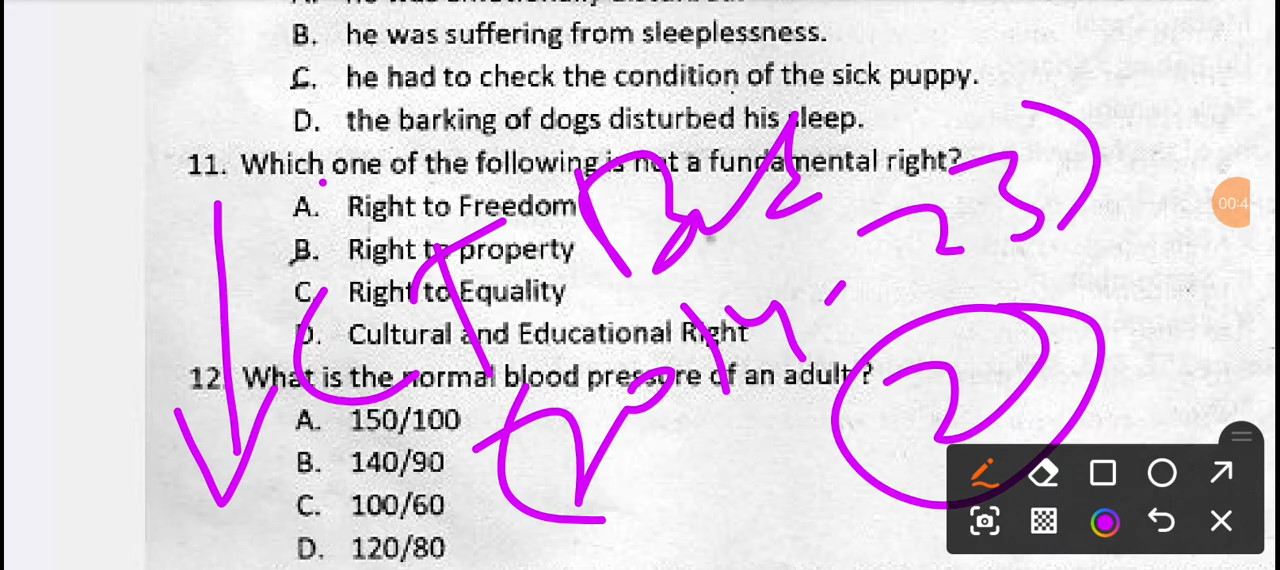 B. he was suffering from sleeplessness.
C. he had to check the condition of the sick puppy.
D. the barking of dogs disturbed his sleep.
11. Which one of the following is not a fundamental right?
A. Right to Freedom
B. Right to property
C. Right to Equality
D. Cultural and Educational Right
12. What is the normal blood pressure of an adult ?
A. 150/100
B. 140/90
C. 100/60
D. 120/80
00:4